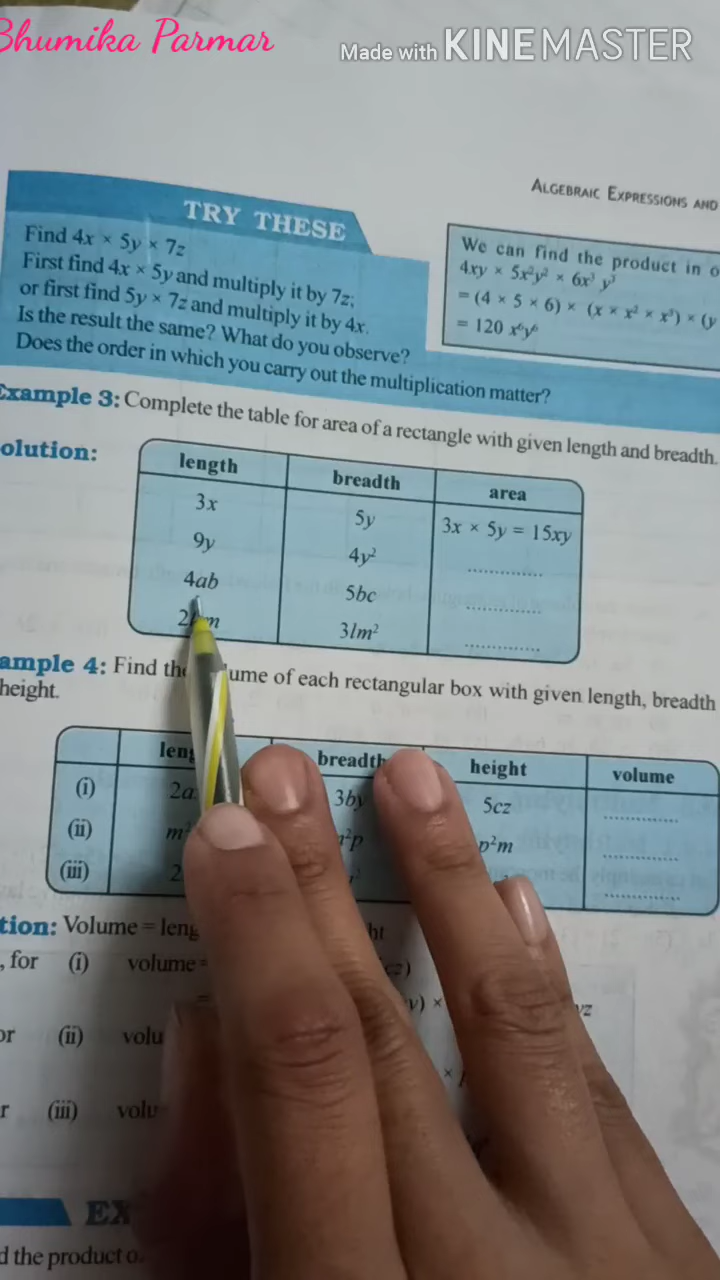 Bhumika Parmar
Made with KINEMASTER
ALGEBRAIC EXPRESSIONS AND
TRY THESE
Find 4x × 5y × 7z
First find 4x × 5y and multiply it by 7z;
or first find 5y × 7z and multiply it by 4x.
Is the result the same? What do you observe?
Does the order in which you carry out the multiplication matter?
We can find the product in o
4xy × 5x²y² × 6x³ y³
= (4 × 5 × 6) × (x × x² × x³) × (y
= 120 x⁶y⁶
Example 3: Complete the table for area of a rectangle with given length and breadth.
olution:
length breadth area
3x 5y 3x × 5y = 15xy
9y 4y² ..............
4ab 5bc ..............
3lm² ..............
ample 4: Find the ume of each rectangular box with given length, breadth
height.
breadth height volume
(i) 3by 5cz ..............
(ii) p²m ..............
(iii) ..............
tion: Volume = leng ht
, for (i) volume = cz)
(ii) volu
(iii) volu
d the product o